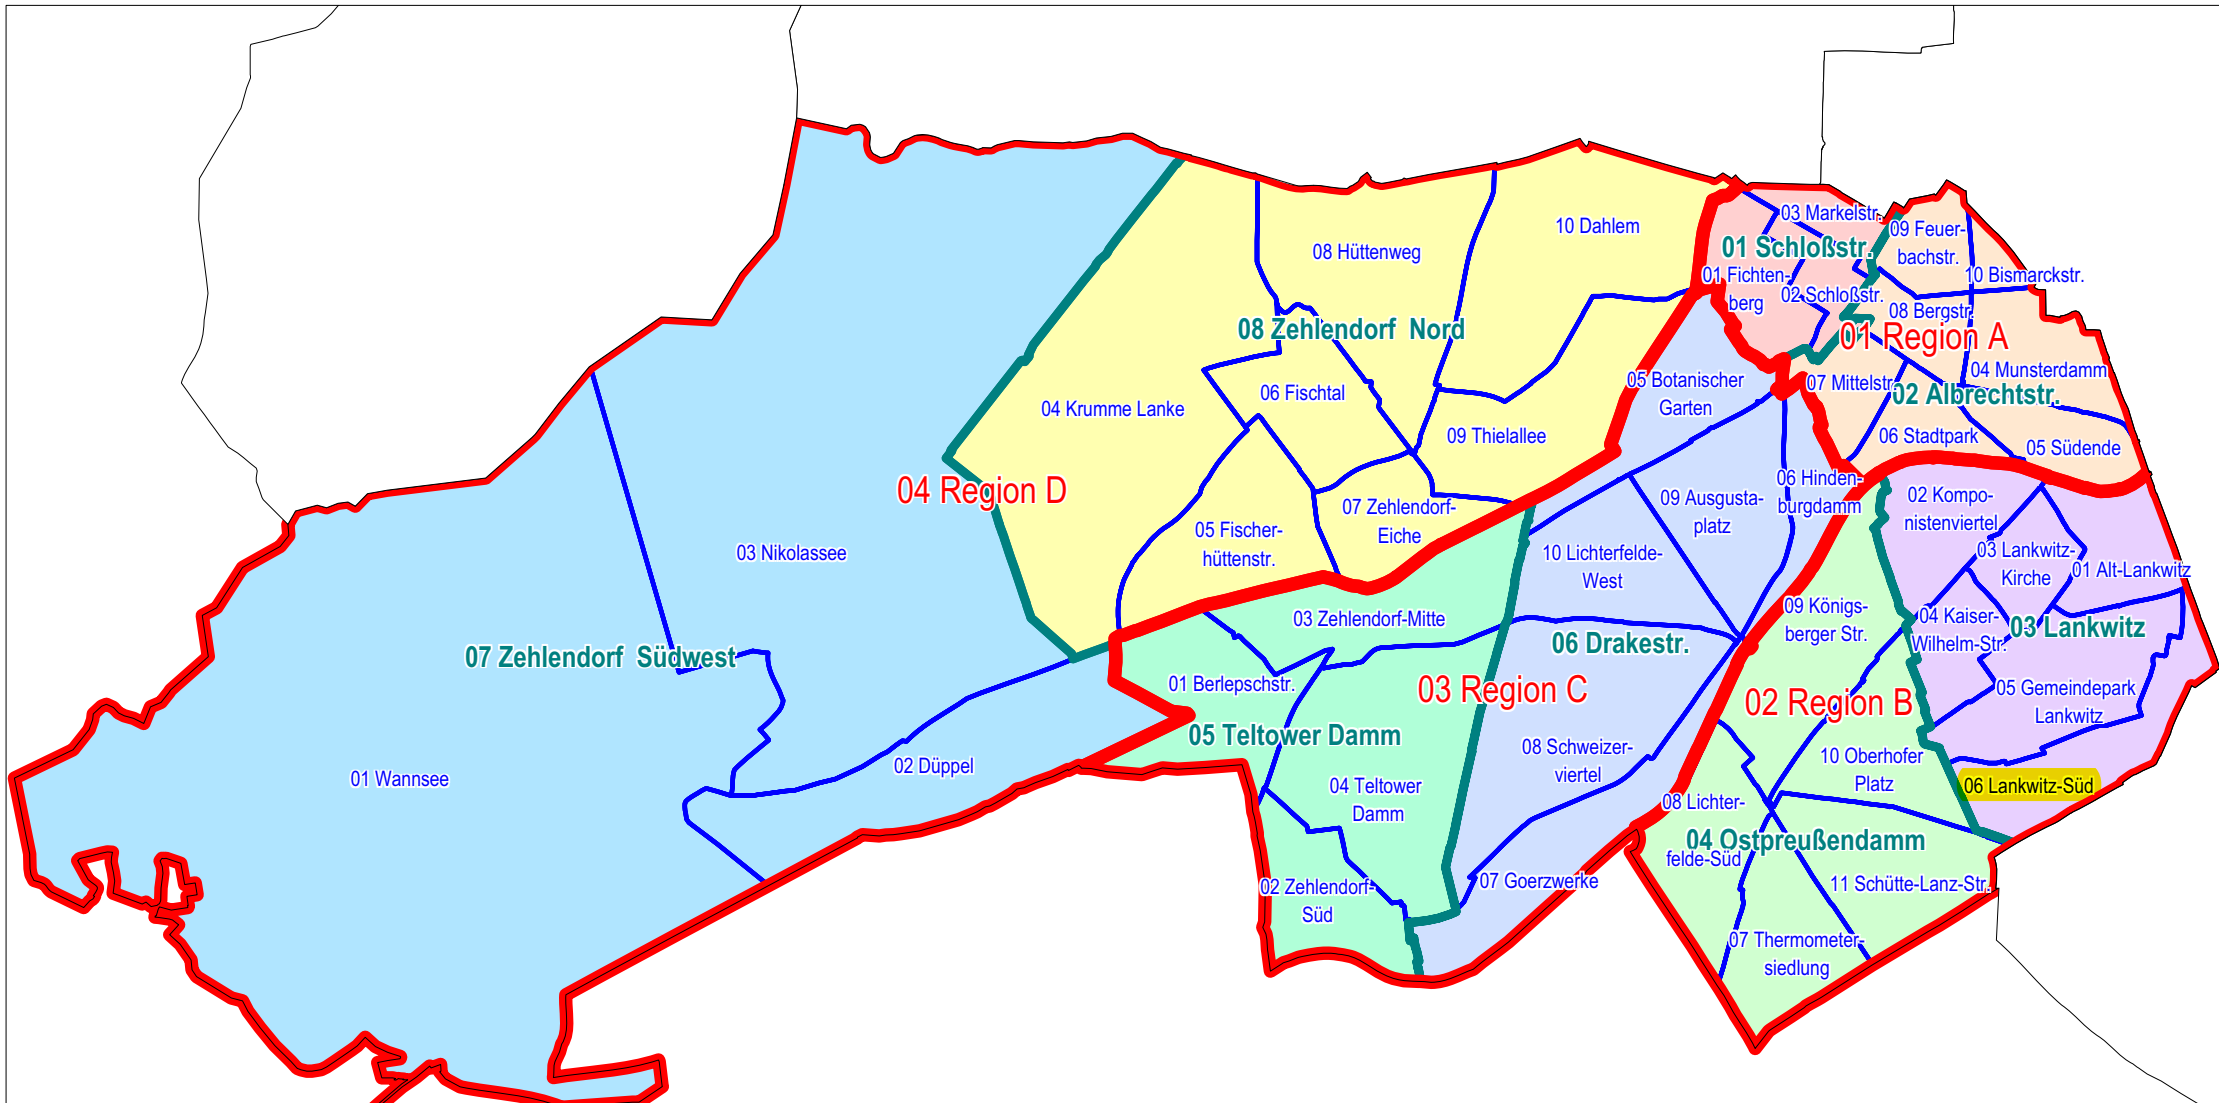 03 Markelstr.
01 Schloßstr.
01 Fichten-
berg
02 Schloßstr.
09 Feuer-
bachstr.
10 Bismarckstr.
08 Bergstr.
01 Region A
07 Mittelstr.
04 Munsterdamm
02 Albrechtstr.
06 Stadtpark
05 Südende
10 Dahlem
08 Hüttenweg
08 Zehlendorf Nord
06 Fischtal
04 Krumme Lanke
09 Thielallee
07 Zehlendorf-
Eiche
05 Fischer-
hüttenstr.
04 Region D
03 Nikolassee
07 Zehlendorf Südwest
01 Wannsee
02 Düppel
05 Botanischer
Garten
06 Hinden-
burgdamm
09 Ausgusta-
platz
10 Lichterfelde-
West
06 Drakestr.
03 Region C
08 Schweizer-
viertel
07 Goerzwerke
03 Zehlendorf-Mitte
01 Berlepschstr.
05 Teltower Damm
04 Teltower
Damm
02 Zehlendorf-
Süd
02 Kompo-
nistenviertel
03 Lankwitz-
Kirche
01 Alt-Lankwitz
04 Kaiser-
Wilhelm-Str.
03 Lankwitz
05 Gemeindepark
Lankwitz
06 Lankwitz-Süd
09 Königs-
berger Str.
02 Region B
10 Oberhofer
Platz
08 Lichter-
felde-Süd
04 Ostpreußendamm
11 Schütte-Lanz-Str.
07 Thermometer-
siedlung